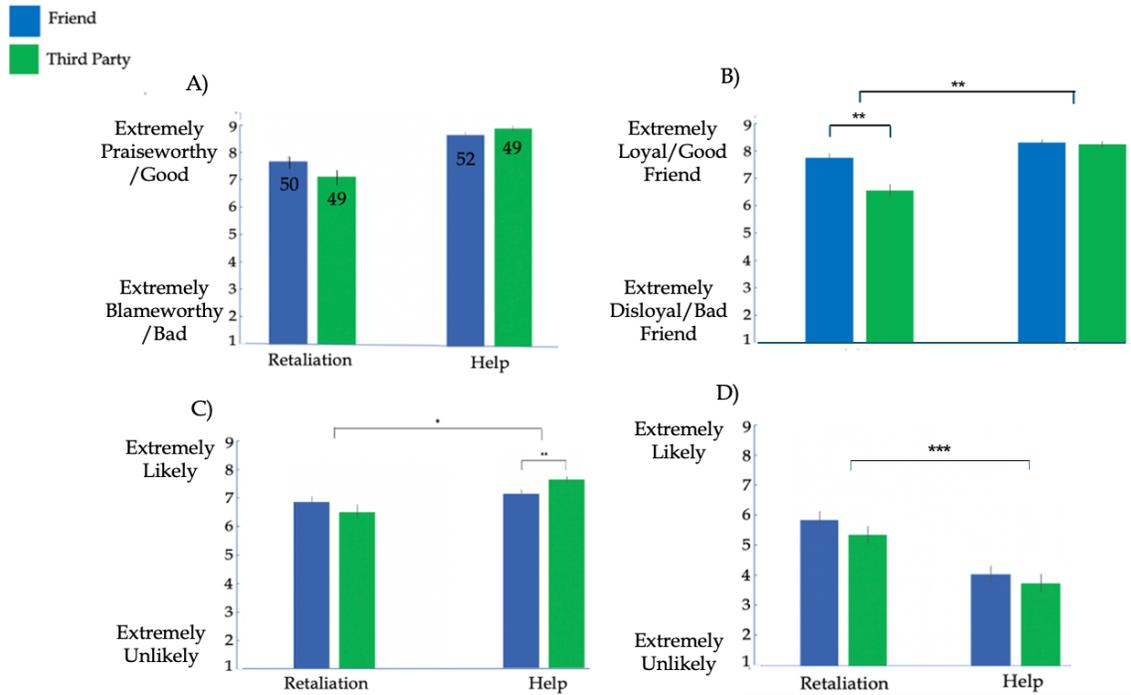 Friend
Third Party
A)
Extremely
Praiseworthy
/Good
Extremely
Blameworthy
/Bad
9
8
7
6
5
4
3
2
1
50
49
52
49
Retaliation
Help
B)
**
**
Extremely
Loyal/Good
Friend
Extremely
Disloyal/Bad
Friend
9
8
7
6
5
4
3
2
1
C)
*
**
Extremely
Likely
Extremely
Unlikely
9
8
7
6
5
4
3
2
1
Retaliation
Help
D)
***
Extremely
Likely
Extremely
Unlikely
9
8
7
6
5
4
3
2
1
Retaliation
Help